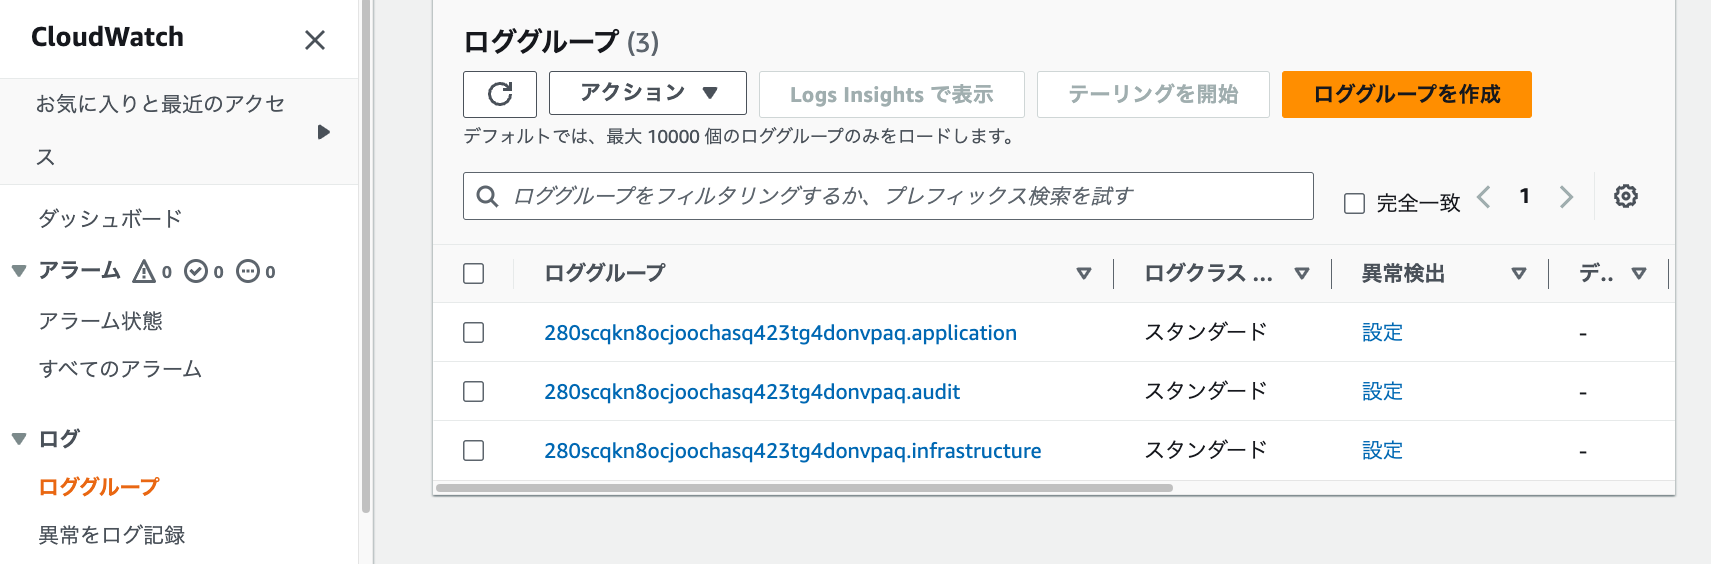 CloudWatch
お気に入りと最近のアクセ
ス
ダッシュボード
アラーム 0 0 0
アラーム状態
すべてのアラーム
ログ
ロググループ
異常をログ記録
ロググループ (3)
アクション
Logs Insights で表示
テーリングを開始
ロググループを作成
デフォルトでは、最大 10000 個のロググループのみをロードします。
ロググループをフィルタリングするか、プレフィックス検索を試す
完全一致
1
ロググループ ログクラス ... 異常検出 デ..
280scqkn8ocjoochasq423tg4donvpaq.application スタンダード 設定 -
280scqkn8ocjoochasq423tg4donvpaq.audit スタンダード 設定 -
280scqkn8ocjoochasq423tg4donvpaq.infrastructure スタンダード 設定 -